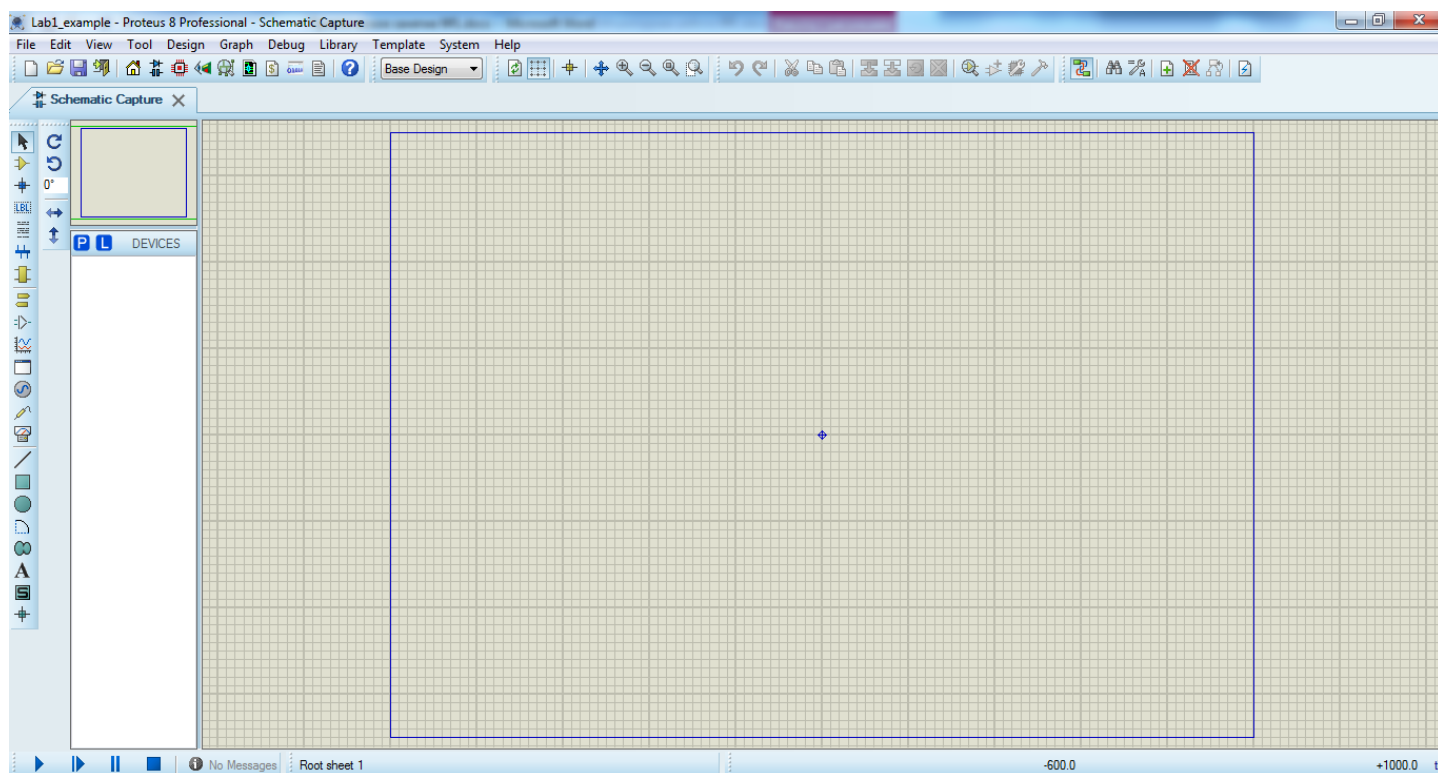 Lab1_example - Proteus 8 Professional - Schematic Capture
File Edit View Tool Design Graph Debug Library Template System Help
Base Design
Schematic Capture
0°
LBL
P L DEVICES
A
S
No Messages Root sheet 1 -600.0 +1000.0 t